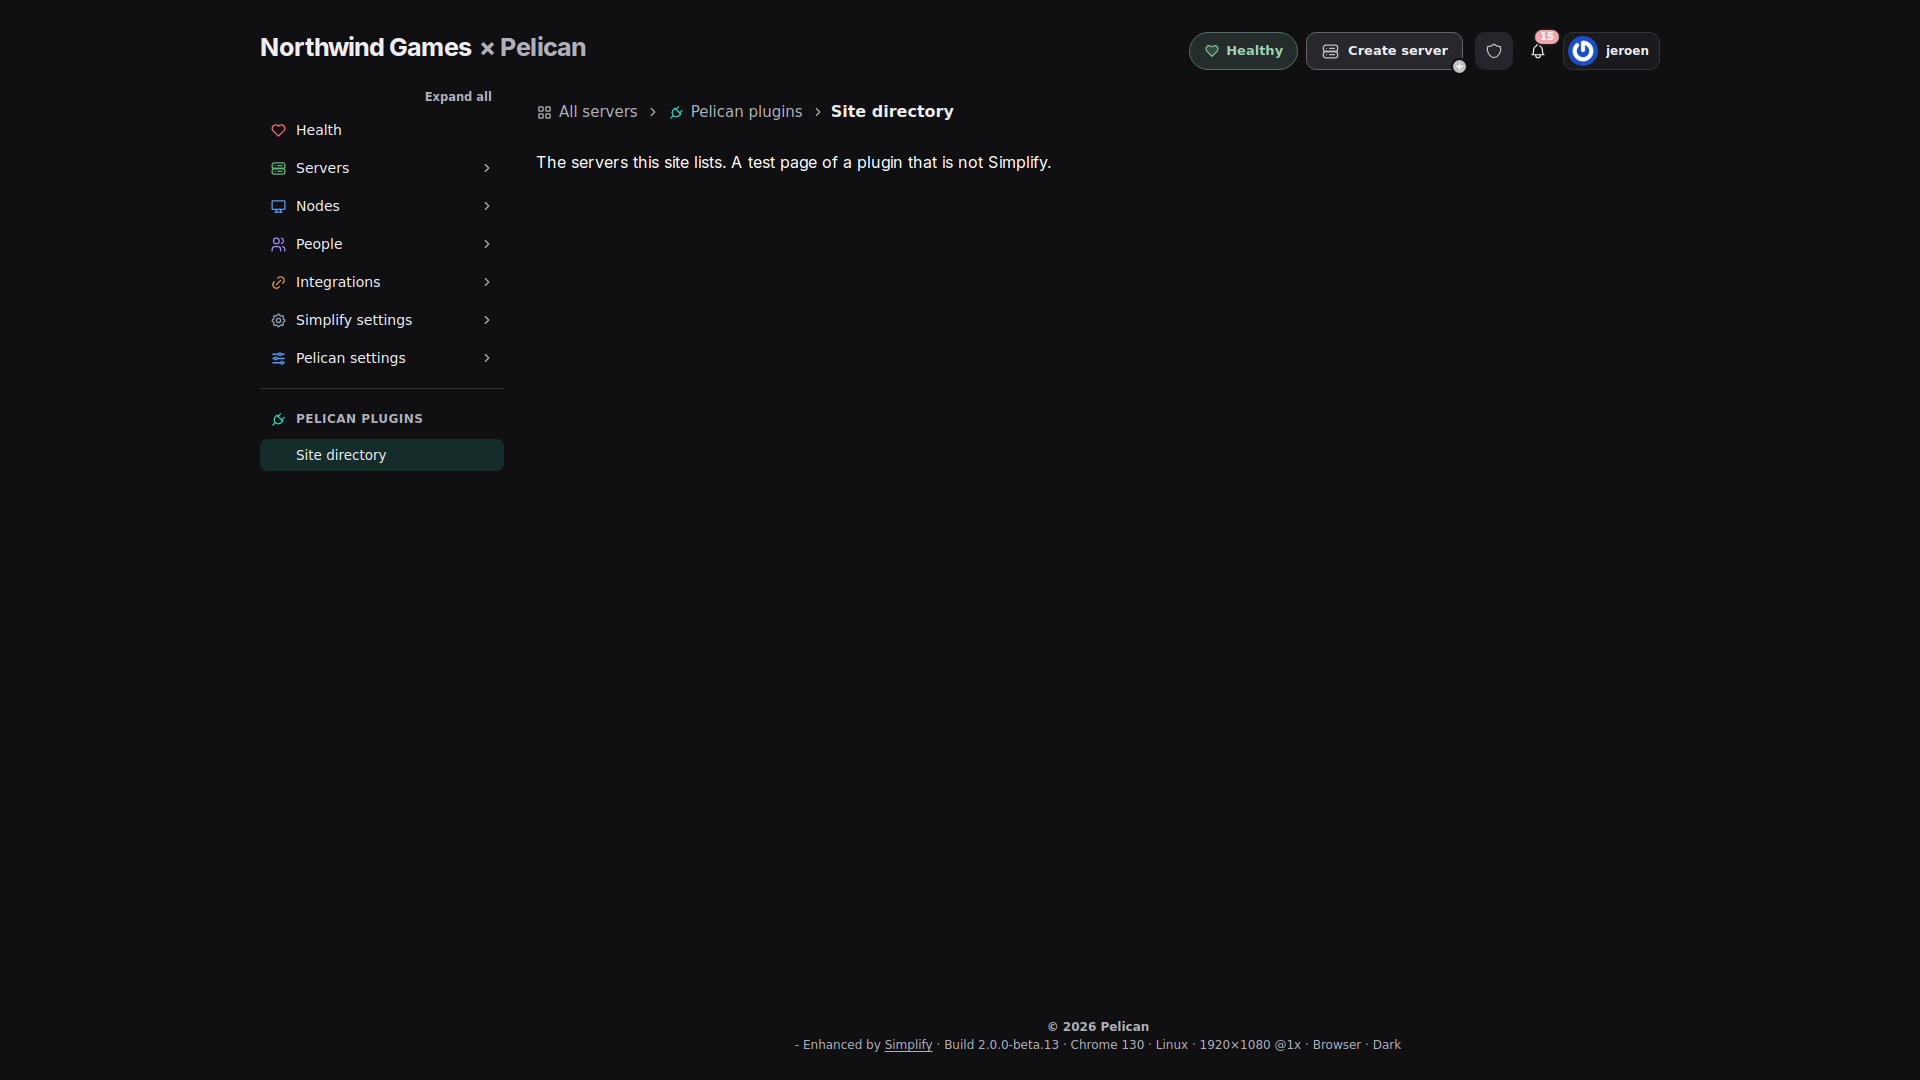 Northwind Games × Pelican
Healthy
Create server
15
jeroen
Expand all
Health
Servers
Nodes
People
Integrations
Simplify settings
Pelican settings
PELICAN PLUGINS
Site directory
All servers > Pelican plugins > Site directory
The servers this site lists. A test page of a plugin that is not Simplify.
© 2026 Pelican
- Enhanced by Simplify · Build 2.0.0-beta.13 · Chrome 130 · Linux · 1920×1080 @1x · Browser · Dark